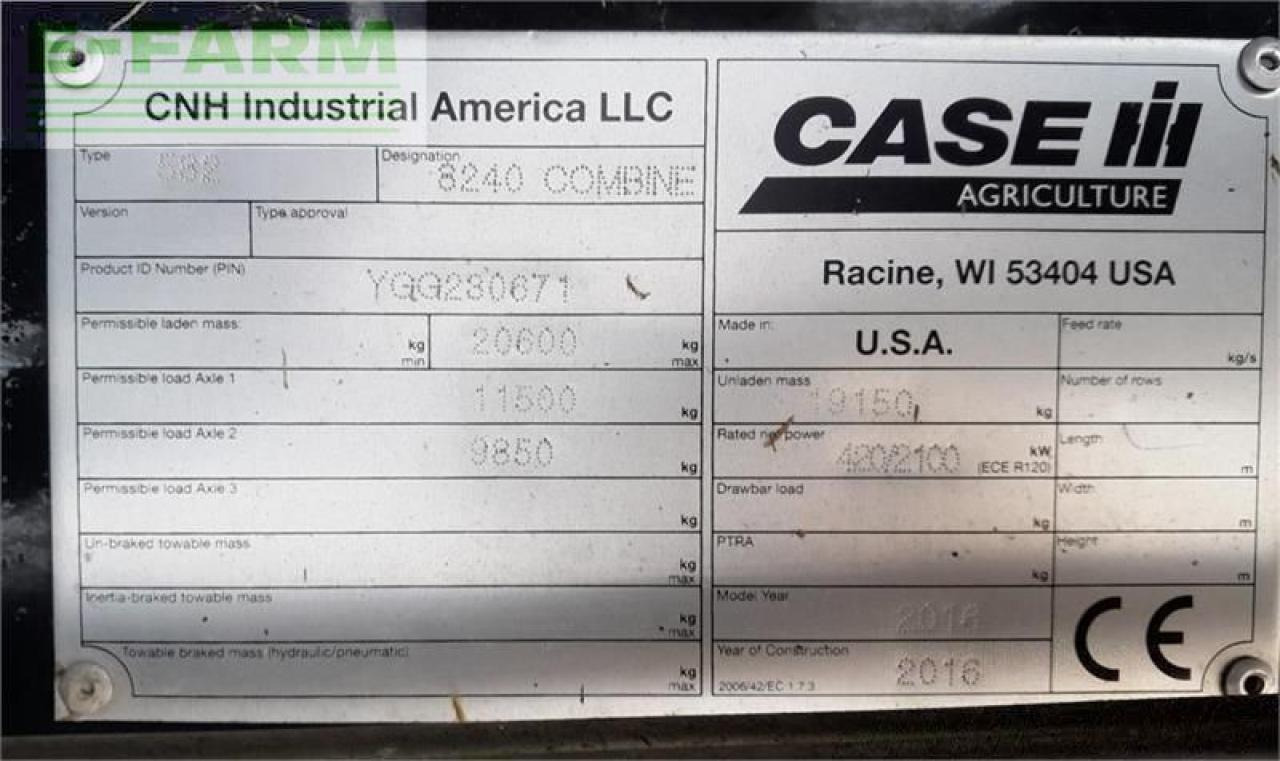 E-FARM
CNH Industrial America LLC
Type
Designation 8240 COMBINE
Version Type approval
Product ID Number (PIN) YGG230671
Permissible laden mass: kg min 20600 kg max
Permissible load Axle 1 11500 kg
Permissible load Axle 2 9850 kg
Permissible load Axle 3 kg
Un-braked towable mass kg max
Inertia-braked towable mass kg max
Towable braked mass (hydraulic/pneumatic) kg max
CASE IH
AGRICULTURE
Racine, WI 53404 USA
Made in: U.S.A. Feed rate kg/s
Unladen mass 19150 kg Number of rows
Rated net power 420/2100 kW (ECE R120) Length m
Drawbar load kg Width m
PTRA kg Height m
Model Year 2016
Year of Construction 2016
2006/42/EC 1.7.3
CE